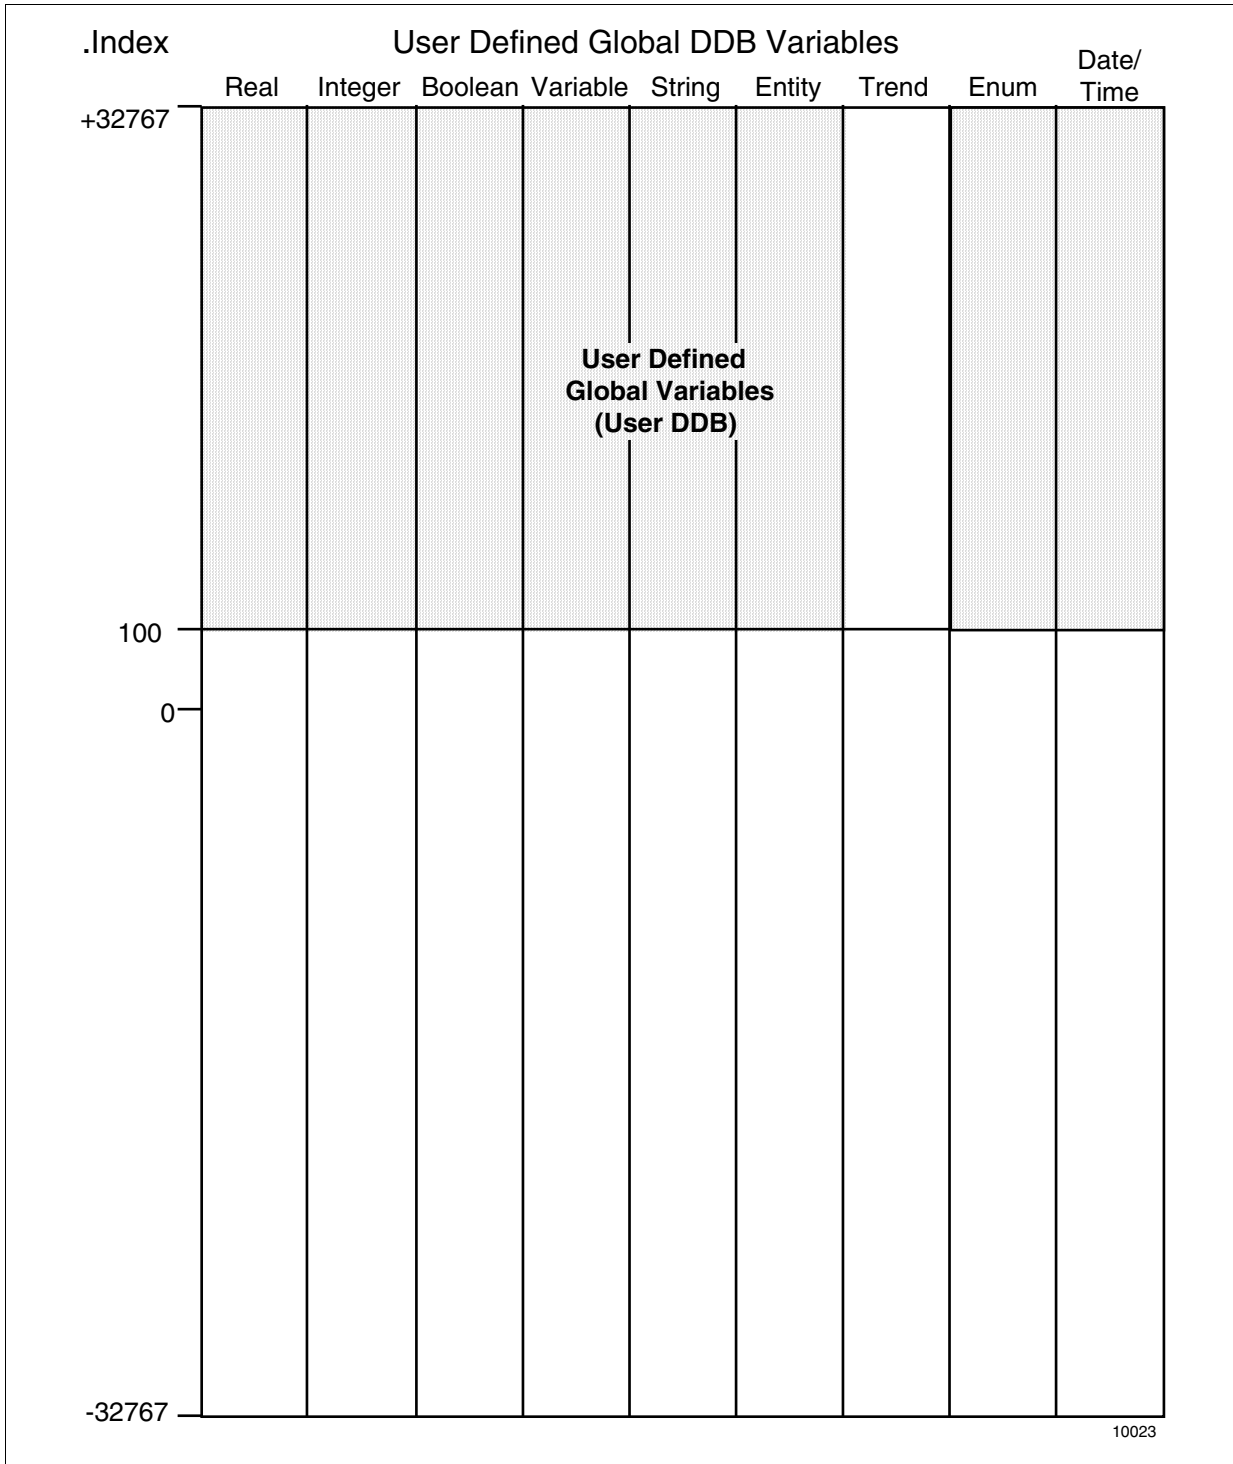 .Index User Defined Global DDB Variables
Real Integer Boolean Variable String Entity Trend Enum Date/
Time
+32767
User Defined
Global Variables
(User DDB)
100
0
-32767
10023